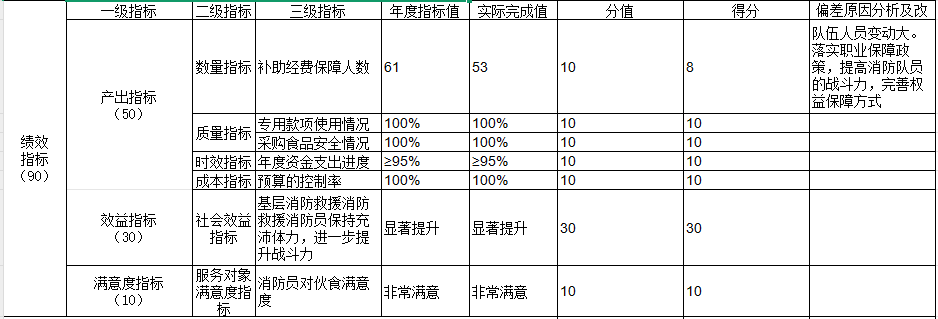 一级指标 二级指标 三级指标 年度指标值 实际完成值 分值 得分 偏差原因分析及改
绩效
指标
（90）
产出指标
（50）
数量指标 补助经费保障人数 61 53 10 8
队伍人员变动大。
落实职业保障政
策，提高消防队员
的战斗力，完善权
益保障方式
质量指标
专用款项使用情况 100% 100% 10 10
采购食品安全情况 100% 100% 10 10
时效指标 年度资金支出进度 ≥95% ≥95% 10 10
成本指标 预算的控制率 100% 100% 10 10
效益指标
（30）
社会效益
指标
基层消防救援消防
救援消防员保持充
沛体力，进一步提
升战斗力
显著提升 显著提升 30 30
满意度指标
（10）
服务对象
满意度指
标
消防员对伙食满意
度
非常满意 非常满意 10 10